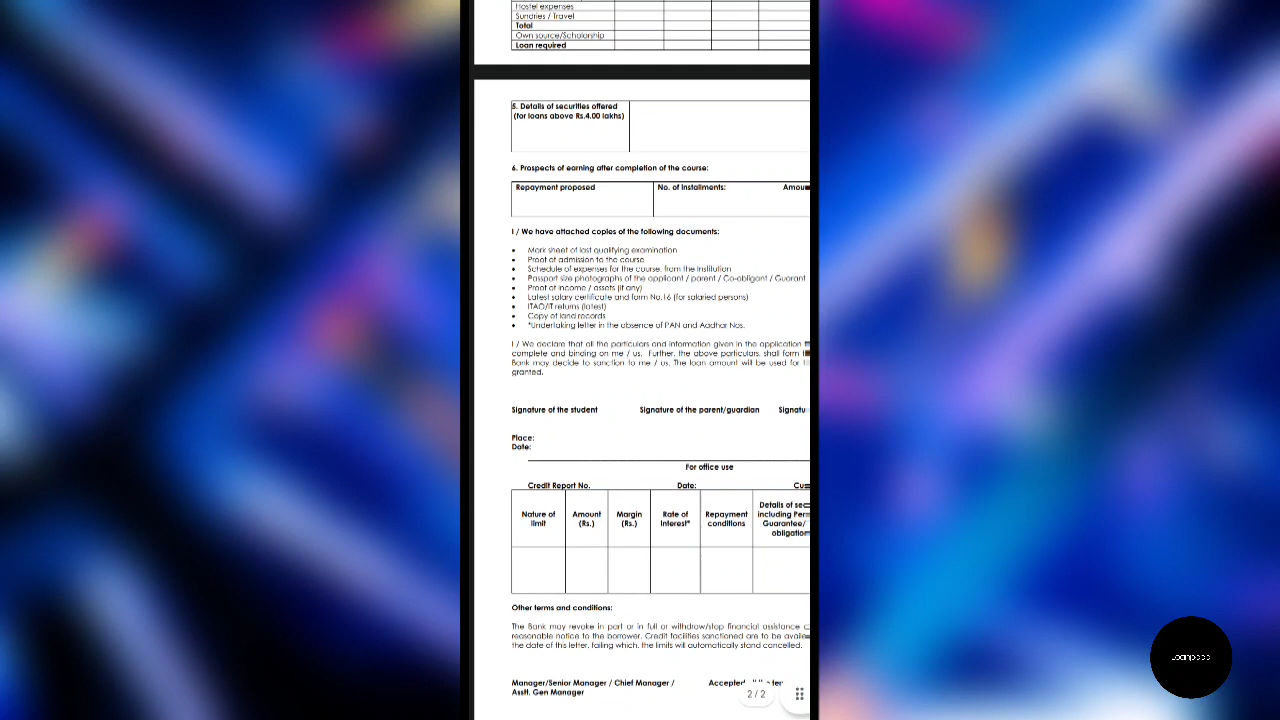 Hostel expenses
Sundries / Travel
Total
Own source/Scholarship
Loan required
5. Details of securities offered
(for loans above Rs.4.00 lakhs)
6. Prospects of earning after completion of the course:
Repayment proposed No. of installments: Amou
I / We have attached copies of the following documents:
• Mark sheet of last qualifying examination
• Proof of admission to the course
• Schedule of expenses for the course, from the Institution
• Passport size photographs of the applicant / parent / Co-obligant / Guarant
• Proof of income / assets (if any)
• Latest salary certificate and form No.16 (for salaried persons)
• ITAO/IT returns (latest)
• Copy of land records
• *Undertaking letter in the absence of PAN and Aadhar Nos.
I / We declare that all the particulars and information given in the application
complete and binding on me / us. Further, the above particulars, shall form
Bank may decide to sanction to me / us. The loan amount will be used for
granted.
Signature of the student Signature of the parent/guardian Signatu
Place:
Date:
For office use
Credit Report No. Date: Cu
Nature of limit Amount (Rs.) Margin (Rs.) Rate of Interest* Repayment conditions Details of sec including Per Guarantee/ obligation
Other terms and conditions:
The Bank may revoke in part or in full or withdraw/stop financial assistance
reasonable notice to the borrower. Credit facilities sanctioned are to be avail
the date of this letter, failing which, the limits will automatically stand cancelled.
Manager/Senior Manager / Chief Manager / Accepted
Asstt. Gen Manager
2 / 2
Loanpass